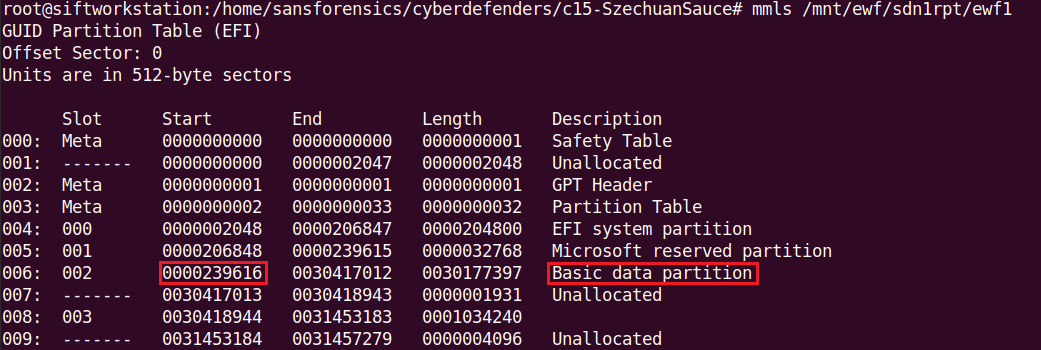 root@siftworkstation:/home/sansforensics/cyberdefenders/c15-SzechuanSauce# mmls /mnt/ewf/sdn1rpt/ewf1
GUID Partition Table (EFI)
Offset Sector: 0
Units are in 512-byte sectors

      Slot      Start        End          Length       Description
000:  Meta      0000000000   0000000000   0000000001   Safety Table
001:  -------   0000000000   0000002047   0000002048   Unallocated
002:  Meta      0000000001   0000000001   0000000001   GPT Header
003:  Meta      0000000002   0000000033   0000000032   Partition Table
004:  000       0000002048   0000206847   0000204800   EFI system partition
005:  001       0000206848   0000239615   0000032768   Microsoft reserved partition
006:  002       0000239616   0030417012   0030177397   Basic data partition
007:  -------   0030417013   0030418943   0000001931   Unallocated
008:  003       0030418944   0031453183   0001034240
009:  -------   0031453184   0031457279   0000004096   Unallocated